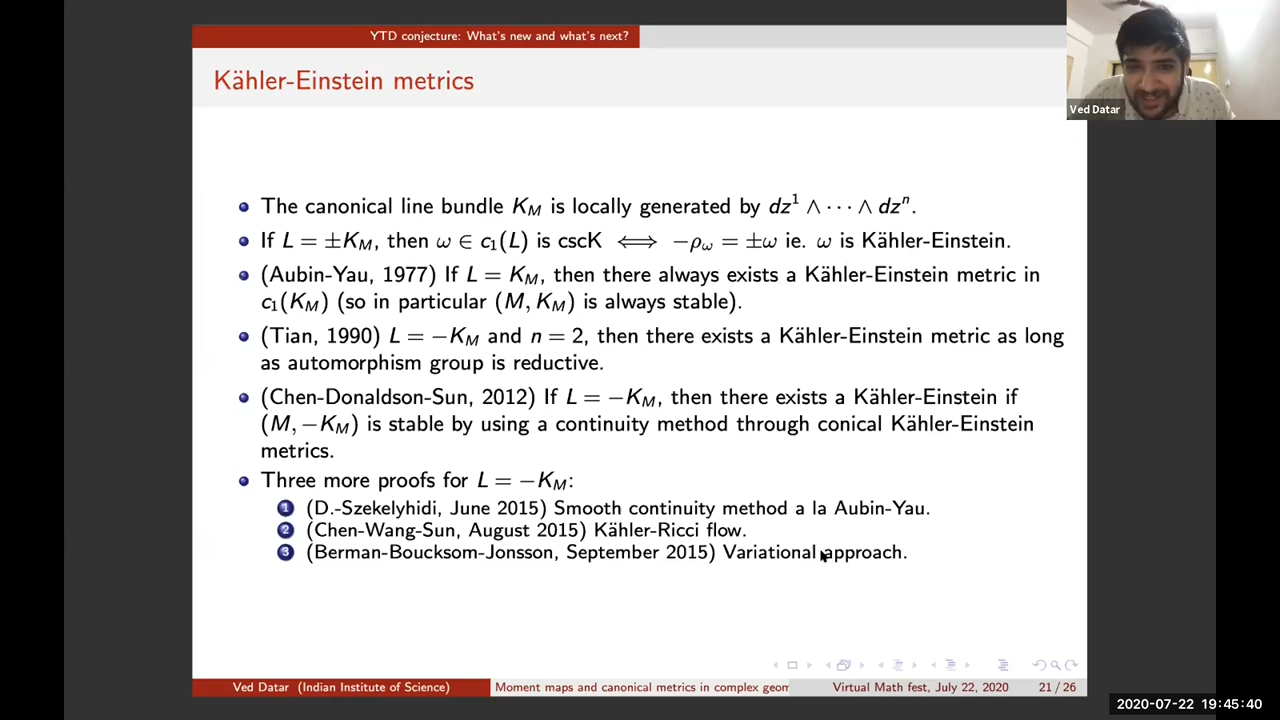 YTD conjecture: What's new and what's next?
Kähler-Einstein metrics
Ved Datar
The canonical line bundle K_M is locally generated by dz^1 ∧ ··· ∧ dz^n.
If L = ±K_M, then ω ∈ c_1(L) is cscK ⟺ −ρ_ω = ±ω ie. ω is Kähler-Einstein.
(Aubin-Yau, 1977) If L = K_M, then there always exists a Kähler-Einstein metric in
c_1(K_M) (so in particular (M, K_M) is always stable).
(Tian, 1990) L = −K_M and n = 2, then there exists a Kähler-Einstein metric as long
as automorphism group is reductive.
(Chen-Donaldson-Sun, 2012) If L = −K_M, then there exists a Kähler-Einstein if
(M, −K_M) is stable by using a continuity method through conical Kähler-Einstein
metrics.
Three more proofs for L = −K_M:
1 (D.-Szekelyhidi, June 2015) Smooth continuity method a la Aubin-Yau.
2 (Chen-Wang-Sun, August 2015) Kähler-Ricci flow.
3 (Berman-Boucksom-Jonsson, September 2015) Variational approach.
Ved Datar (Indian Institute of Science) Moment maps and canonical metrics in complex geom Virtual Math fest, July 22, 2020 21 / 26
2020-07-22 19:45:40